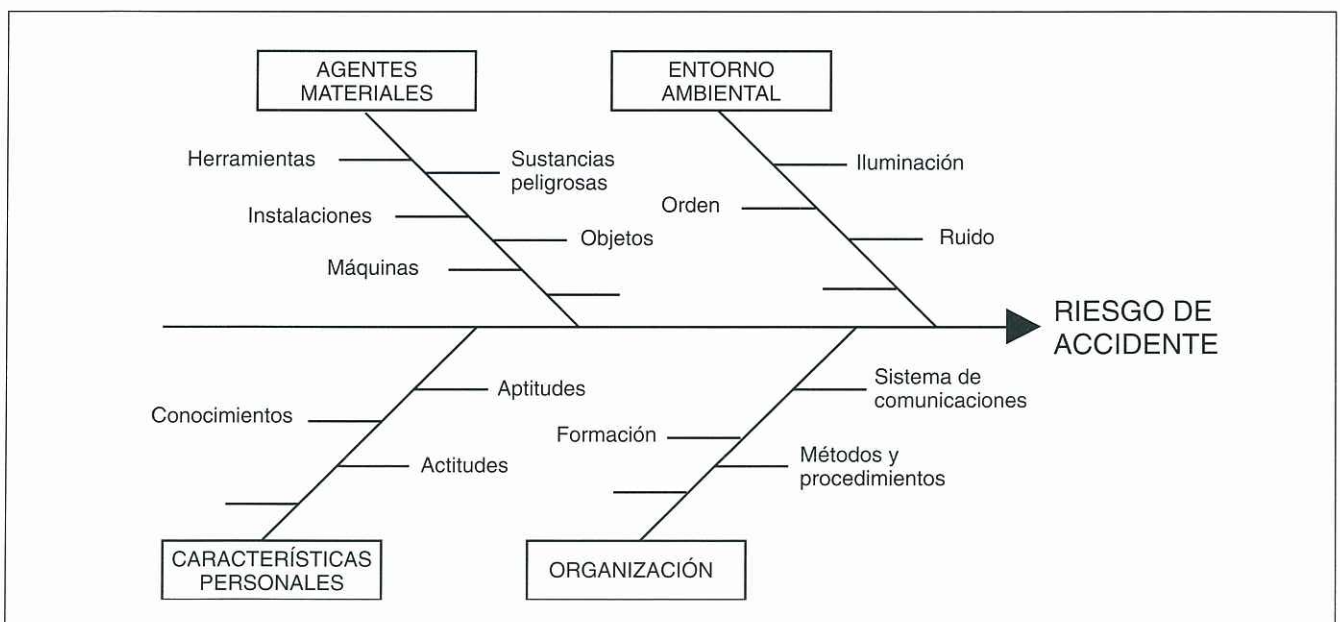 AGENTES
MATERIALES
ENTORNO
AMBIENTAL
Herramientas
Sustancias
peligrosas
Iluminación
Instalaciones
Orden
Objetos
Ruido
Máquinas
RIESGO DE
ACCIDENTE
Aptitudes
Sistema de
comunicaciones
Conocimientos
Formación
Actitudes
Métodos y
procedimientos
CARACTERÍSTICAS
PERSONALES
ORGANIZACIÓN